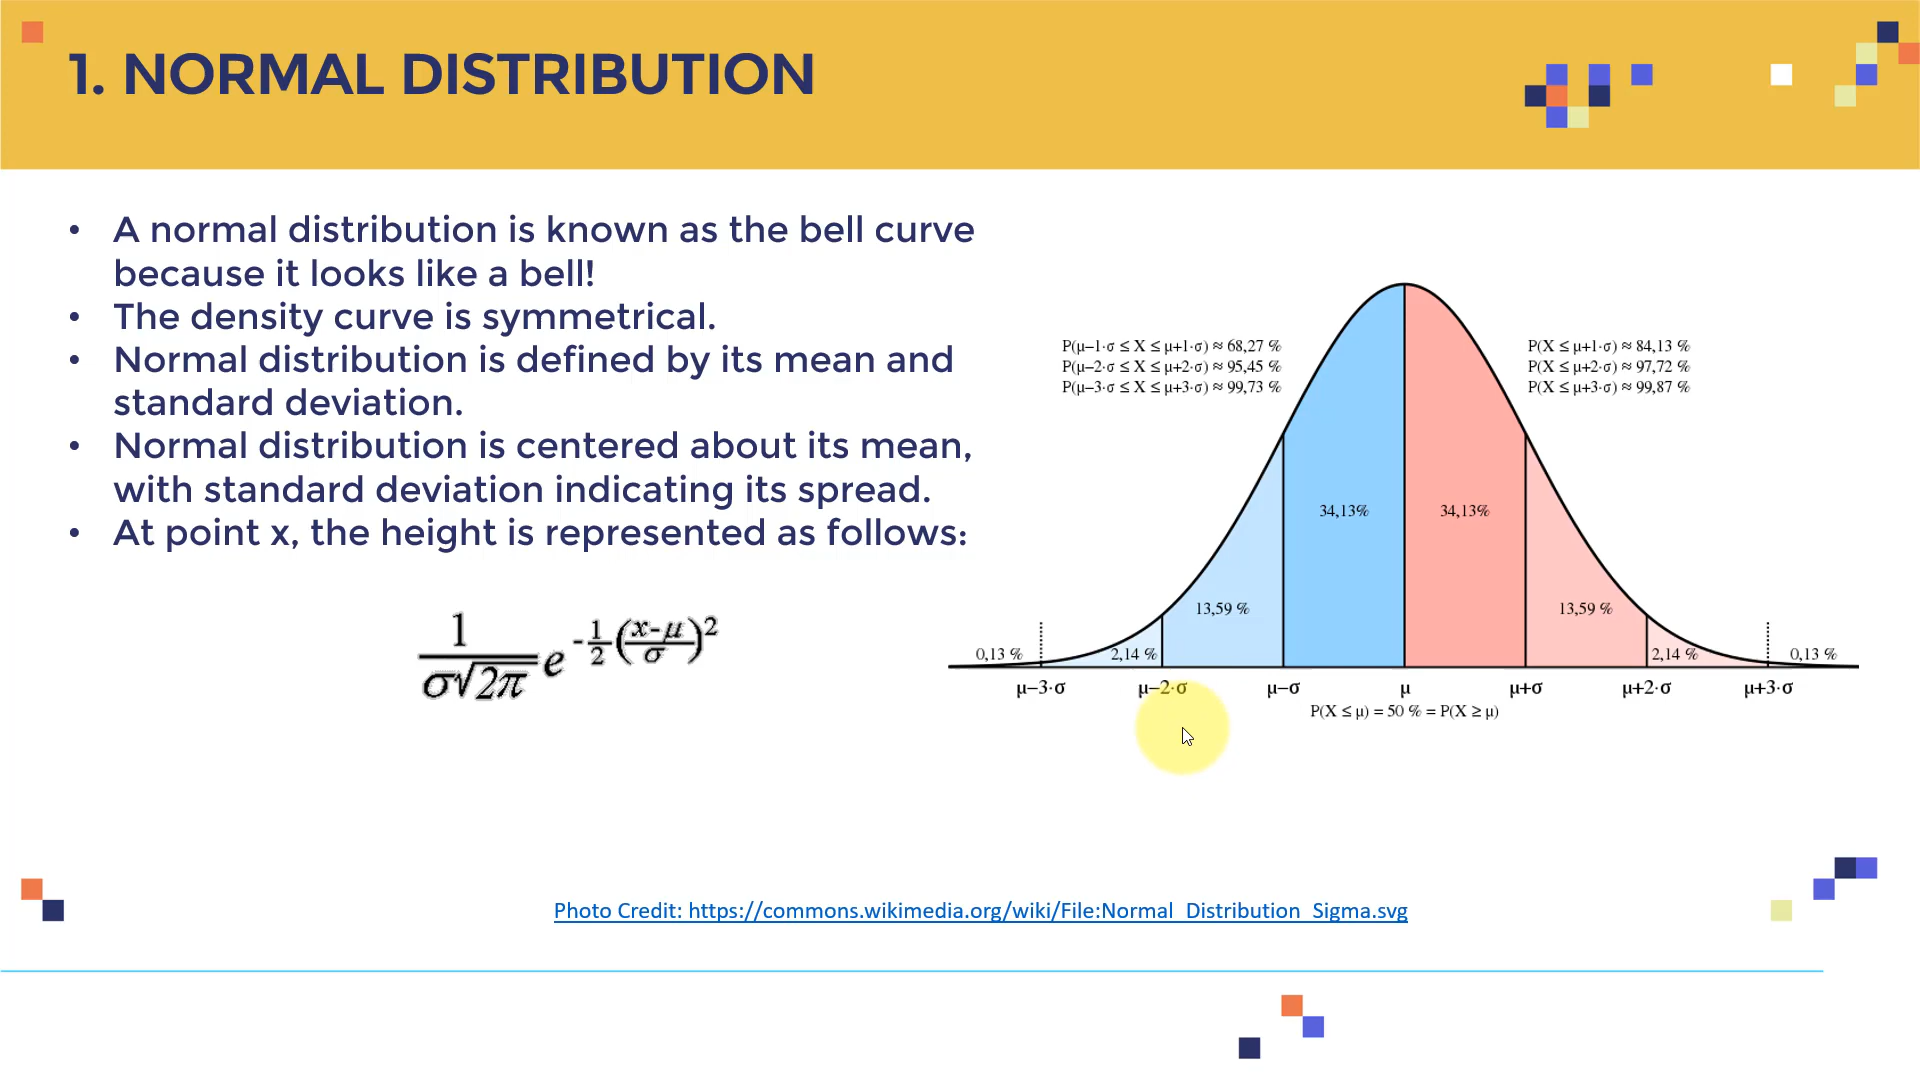 1. NORMAL DISTRIBUTION
• A normal distribution is known as the bell curve
because it looks like a bell!
• The density curve is symmetrical.
• Normal distribution is defined by its mean and
standard deviation.
• Normal distribution is centered about its mean,
with standard deviation indicating its spread.
• At point x, the height is represented as follows:
1/(σ√2π) e^-1/2((x-μ)/σ)^2
P(μ−1·σ ≤ X ≤ μ+1·σ) ≈ 68,27 %
P(μ−2·σ ≤ X ≤ μ+2·σ) ≈ 95,45 %
P(μ−3·σ ≤ X ≤ μ+3·σ) ≈ 99,73 %
P(X ≤ μ+1·σ) ≈ 84,13 %
P(X ≤ μ+2·σ) ≈ 97,72 %
P(X ≤ μ+3·σ) ≈ 99,87 %
34,13% 34,13%
13,59 % 13,59 %
0,13 % 2,14 % 2,14 % 0,13 %
μ−3·σ μ−2·σ μ−σ μ μ+σ μ+2·σ μ+3·σ
P(X ≤ μ) = 50 % = P(X ≥ μ)
Photo Credit: https://commons.wikimedia.org/wiki/File:Normal_Distribution_Sigma.svg